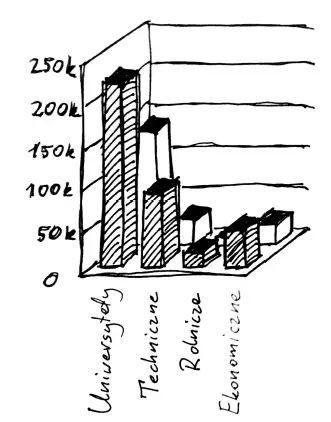 250k
200k
150k
100k
50k
0
Uniwersytety
Techniczne
Rolnicze
Ekonomiczne